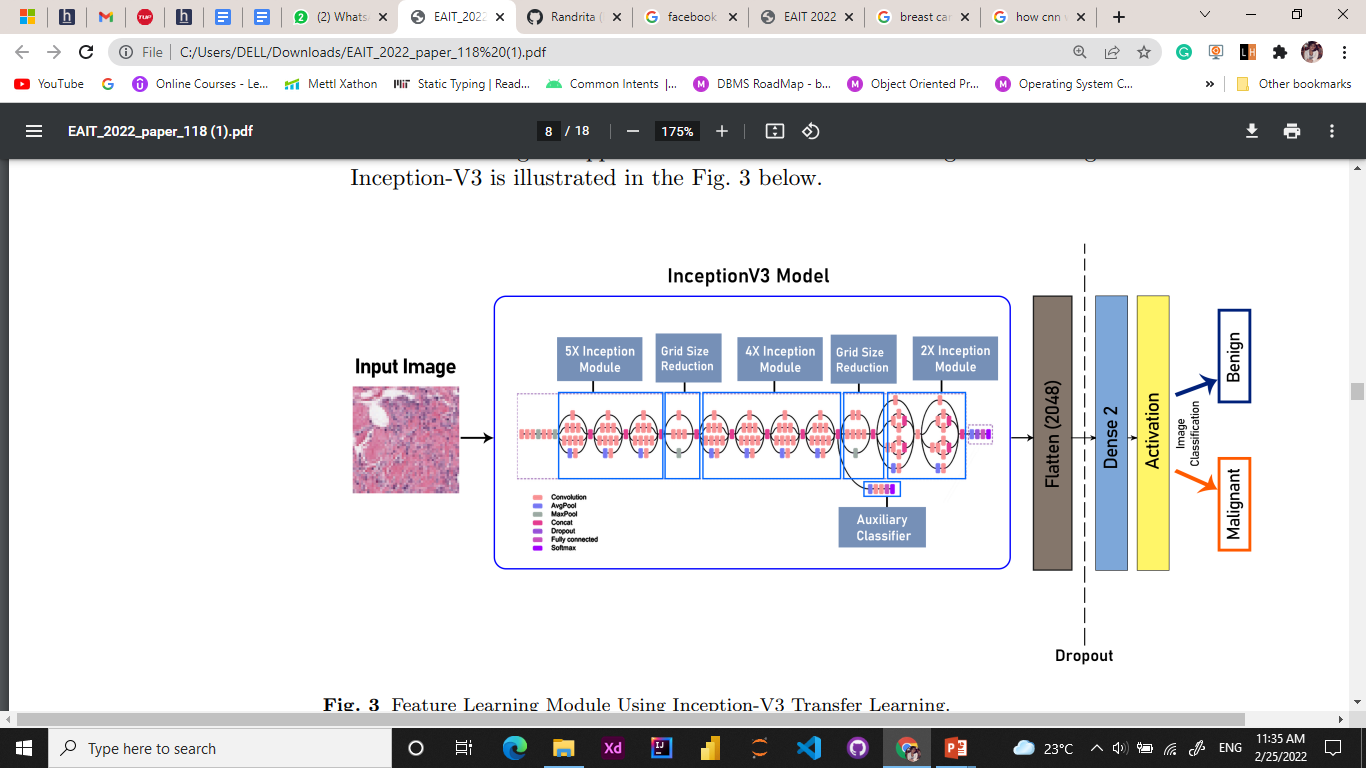 (2) Whats
EAIT_2022
Randrita
facebook
EAIT 2022
breast can
how cnn
File
C:/Users/DELL/Downloads/EAIT_2022_paper_118%20(1).pdf
YouTube
Online Courses - Le...
Mettl Xathon
Static Typing | Read...
Common Intents |...
DBMS RoadMap - b...
Object Oriented Pr...
Operating System C...
»
Other bookmarks
EAIT_2022_paper_118 (1).pdf
8 / 18
175%
Inception-V3 is illustrated in the Fig. 3 below.
InceptionV3 Model
Input Image
5X Inception
Module
Grid Size
Reduction
4X Inception
Module
Grid Size
Reduction
2X Inception
Module
Convolution
AvgPool
MaxPool
Concat
Dropout
Fully connected
Softmax
Auxiliary
Classifier
Flatten (2048)
Dense 2
Activation
Image
Classification
Benign
Malignant
Dropout
Fig. 3 Feature Learning Module Using Inception-V3 Transfer Learning.
Type here to search
23°C
ENG
11:35 AM
2/25/2022